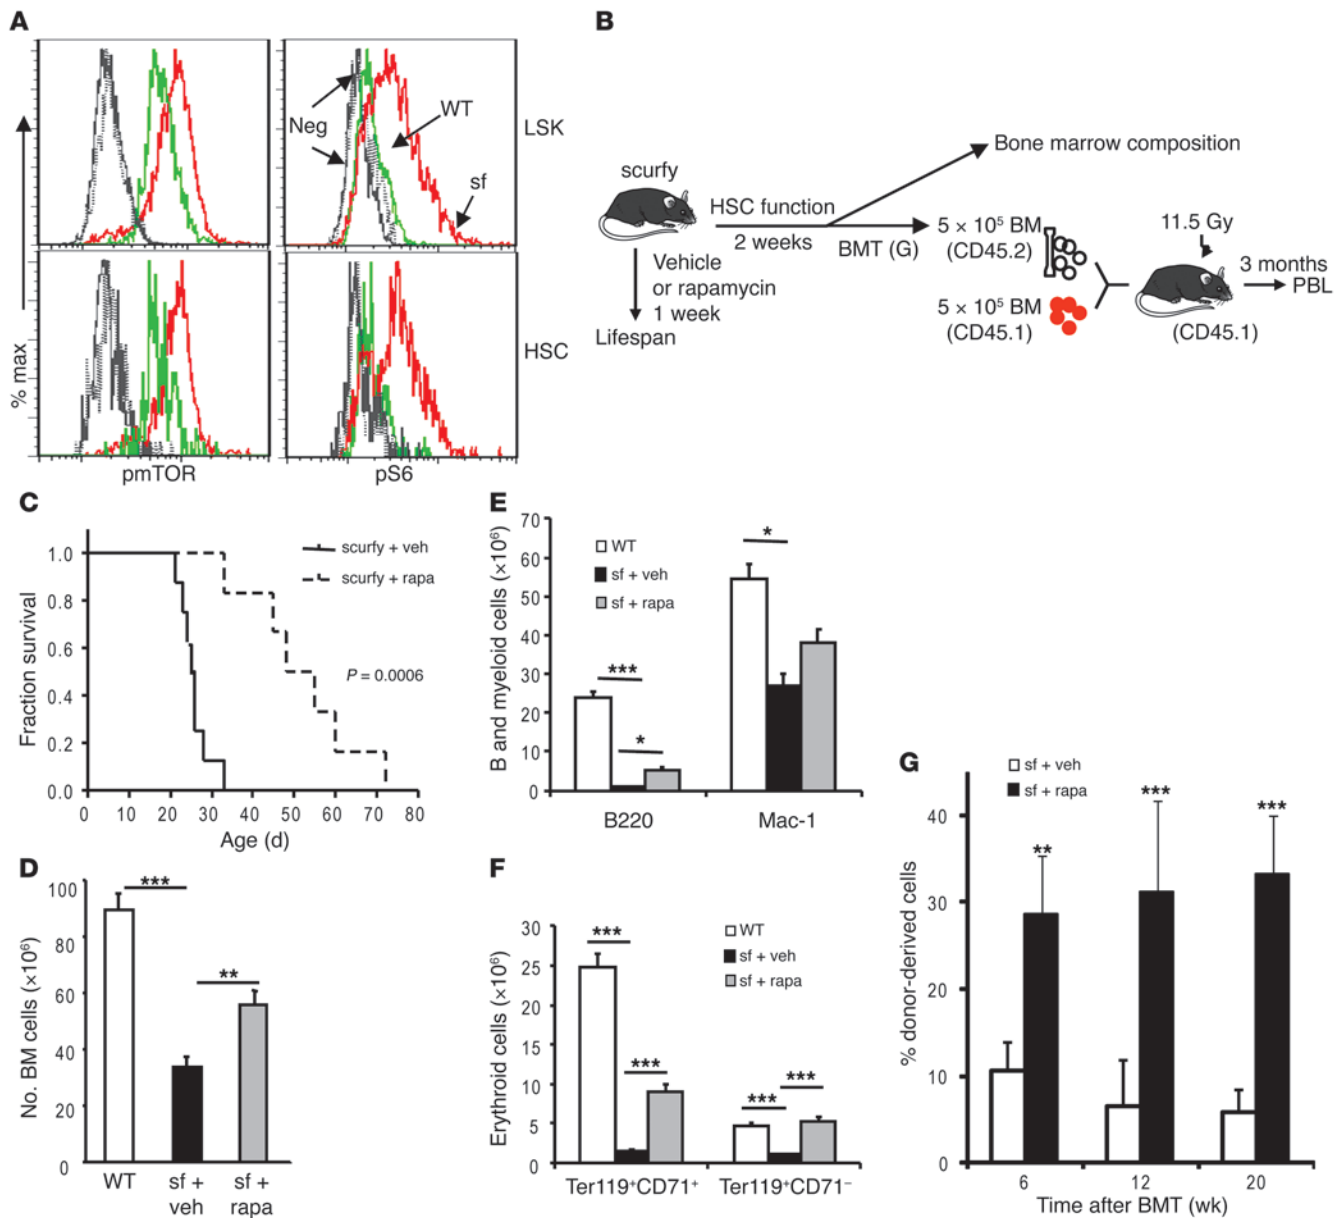 A
Neg
WT
sf
LSK
HSC
% max
pmTOR
pS6
B
scurfy
HSC function
2 weeks
Vehicle
or rapamycin
1 week
Lifespan
Bone marrow composition
BMT (G)
5 × 10⁵ BM
(CD45.2)
5 × 10⁵ BM
(CD45.1)
11.5 Gy
(CD45.1)
3 months
PBL
C
Fraction survival
1.0
0.8
0.6
0.4
0.2
0.0
0 10 20 30 40 50 60 70 80
Age (d)
scurfy + veh
scurfy + rapa
P = 0.0006
D
No. BM cells (×10⁶)
100
80
60
40
20
0
***
**
WT
sf +
veh
sf +
rapa
E
B and myeloid cells (×10⁶)
70
60
50
40
30
20
10
0
WT
sf + veh
sf + rapa
***
*
*
B220
Mac-1
F
Erythroid cells (×10⁶)
30
25
20
15
10
5
0
WT
sf + veh
sf + rapa
***
***
***
***
Ter119⁺CD71⁺
Ter119⁺CD71⁻
G
sf + veh
sf + rapa
% donor-derived cells
40
30
20
10
0
**
***
***
6 12 20
Time after BMT (wk)